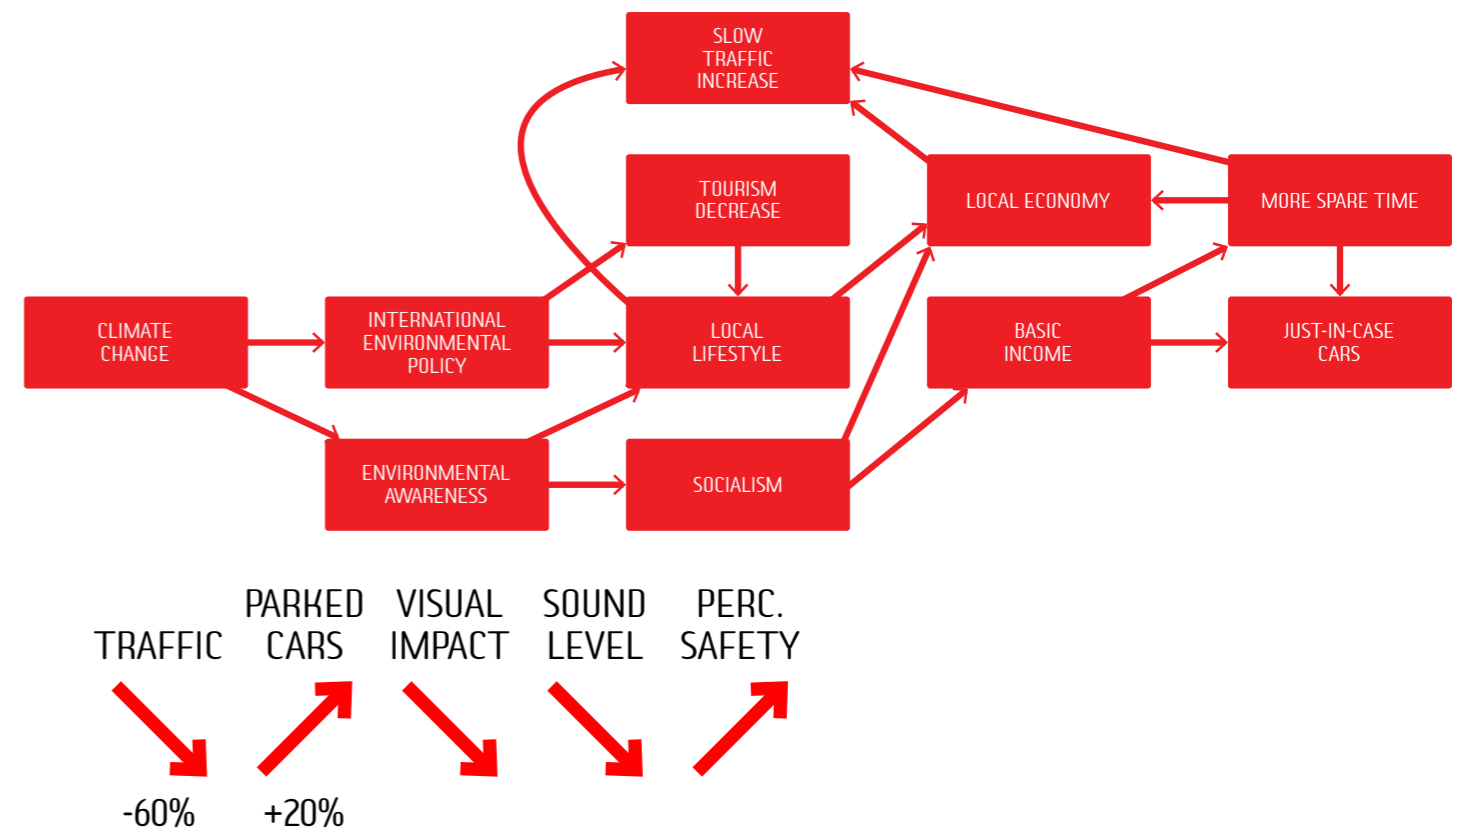 SLOW
TRAFFIC
INCREASE
TOURISM
DECREASE
LOCAL ECONOMY
MORE SPARE TIME
CLIMATE
CHANGE
INTERNATIONAL
ENVIRONMENTAL
POLICY
LOCAL
LIFESTYLE
BASIC
INCOME
JUST-IN-CASE
CARS
ENVIRONMENTAL
AWARENESS
SOCIALISM
TRAFFIC
PARKED
CARS
VISUAL
IMPACT
SOUND
LEVEL
PERC.
SAFETY
-60%
+20%